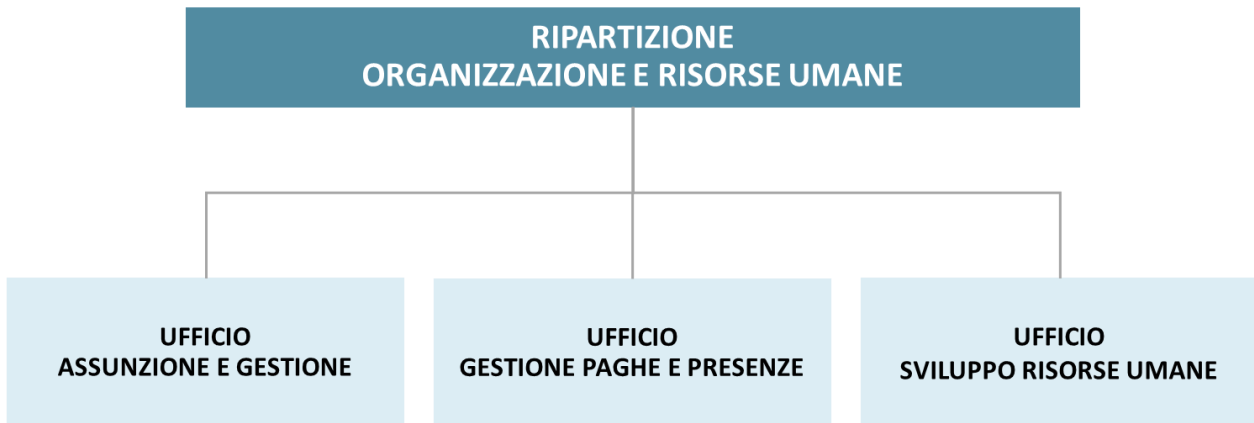 RIPARTIZIONE
ORGANIZZAZIONE E RISORSE UMANE
UFFICIO
ASSUNZIONE E GESTIONE
UFFICIO
GESTIONE PAGHE E PRESENZE
UFFICIO
SVILUPPO RISORSE UMANE